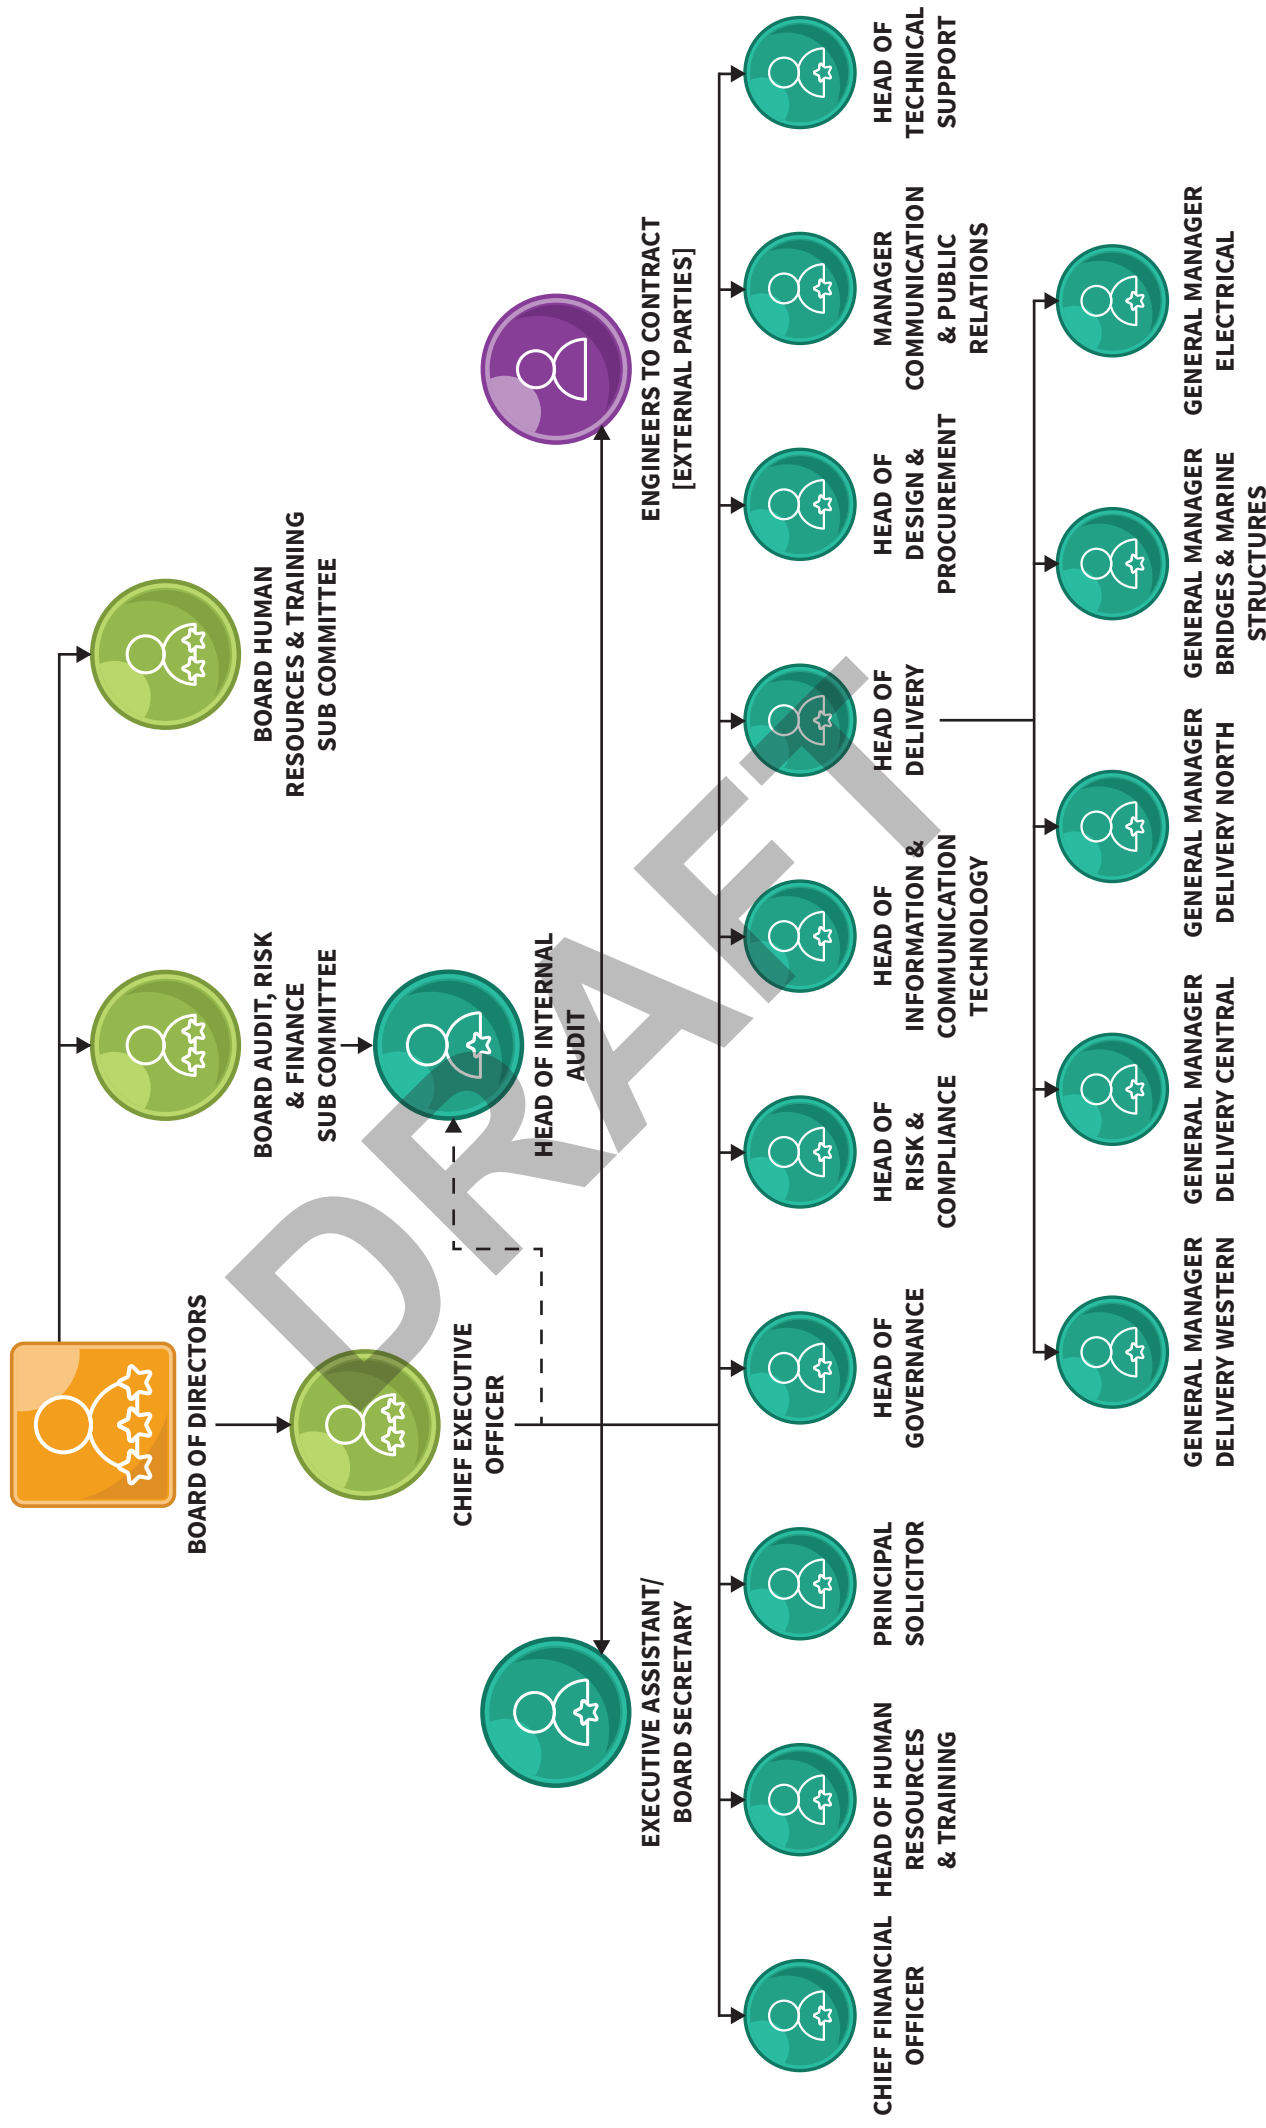 BOARD OF DIRECTORS
BOARD AUDIT, RISK
& FINANCE
SUB COMMITTEE
BOARD HUMAN
RESOURCES & TRAINING
SUB COMMITTEE
CHIEF EXECUTIVE
OFFICER
HEAD OF INTERNAL
AUDIT
EXECUTIVE ASSISTANT/
BOARD SECRETARY
ENGINEERS TO CONTRACT
[EXTERNAL PARTIES]
CHIEF FINANCIAL
OFFICER
HEAD OF HUMAN
RESOURCES
& TRAINING
PRINCIPAL
SOLICITOR
HEAD OF
GOVERNANCE
HEAD OF
RISK &
COMPLIANCE
HEAD OF
INFORMATION &
COMMUNICATION
TECHNOLOGY
HEAD OF
DELIVERY
HEAD OF
DESIGN &
PROCUREMENT
MANAGER
COMMUNICATION
& PUBLIC
RELATIONS
HEAD OF
TECHNICAL
SUPPORT
GENERAL MANAGER
DELIVERY WESTERN
GENERAL MANAGER
DELIVERY CENTRAL
GENERAL MANAGER
DELIVERY NORTH
GENERAL MANAGER
BRIDGES & MARINE
STRUCTURES
GENERAL MANAGER
ELECTRICAL
DRAFT